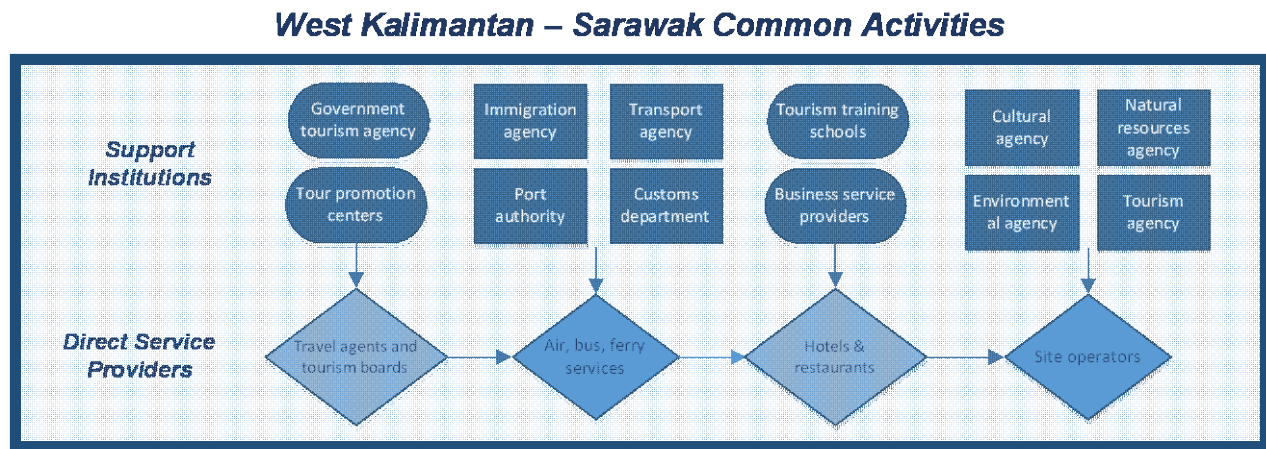 West Kalimantan – Sarawak Common Activities
Support
Institutions
Government
tourism agency
Tour promotion
centers
Immigration
agency
Transport
agency
Port
authority
Customs
department
Tourism training
schools
Business service
providers
Cultural
agency
Natural
resources
agency
Environment
al agency
Tourism
agency
Direct Service
Providers
Travel agents and
tourism boards
Air, bus, ferry
services
Hotels &
restaurants
Site operators